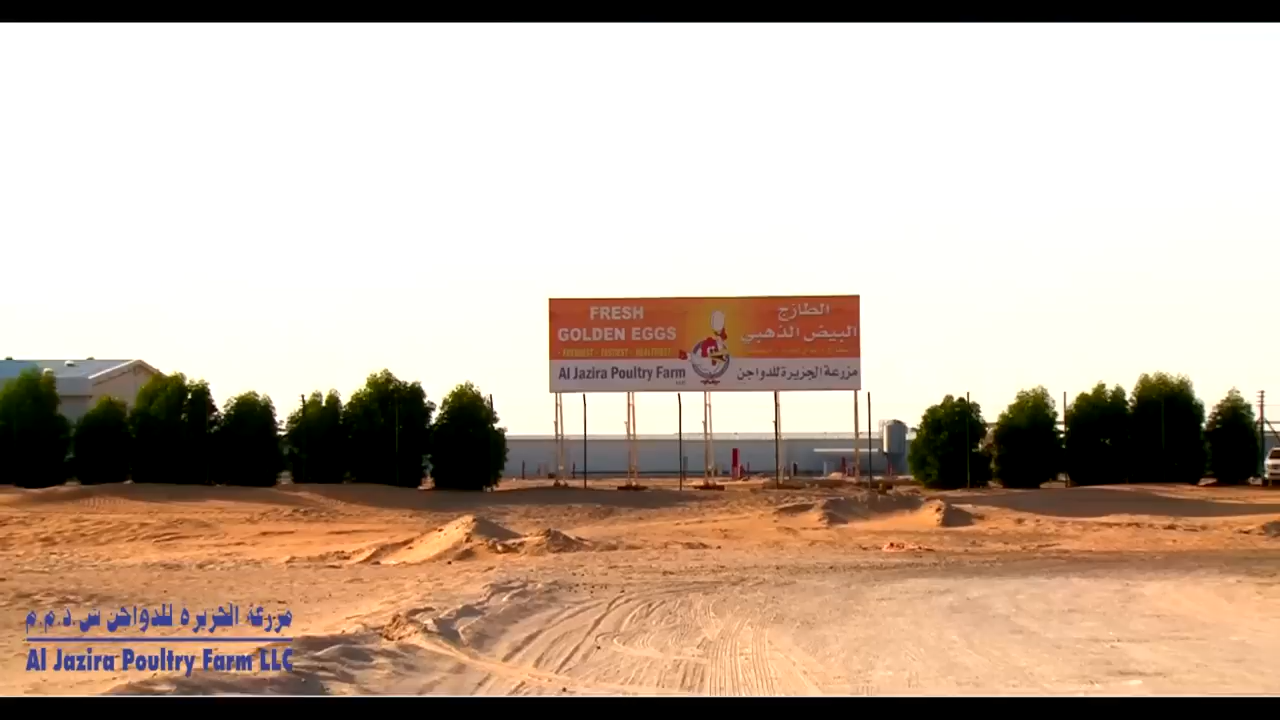 FRESH
GOLDEN EGGS
Al Jazira Poultry Farm
الطازج
البيض الذهبي
مزرعة الجزيرة للدواجن
مزرعة الجزيرة للدواجن ش.ذ.م.م
Al Jazira Poultry Farm LLC